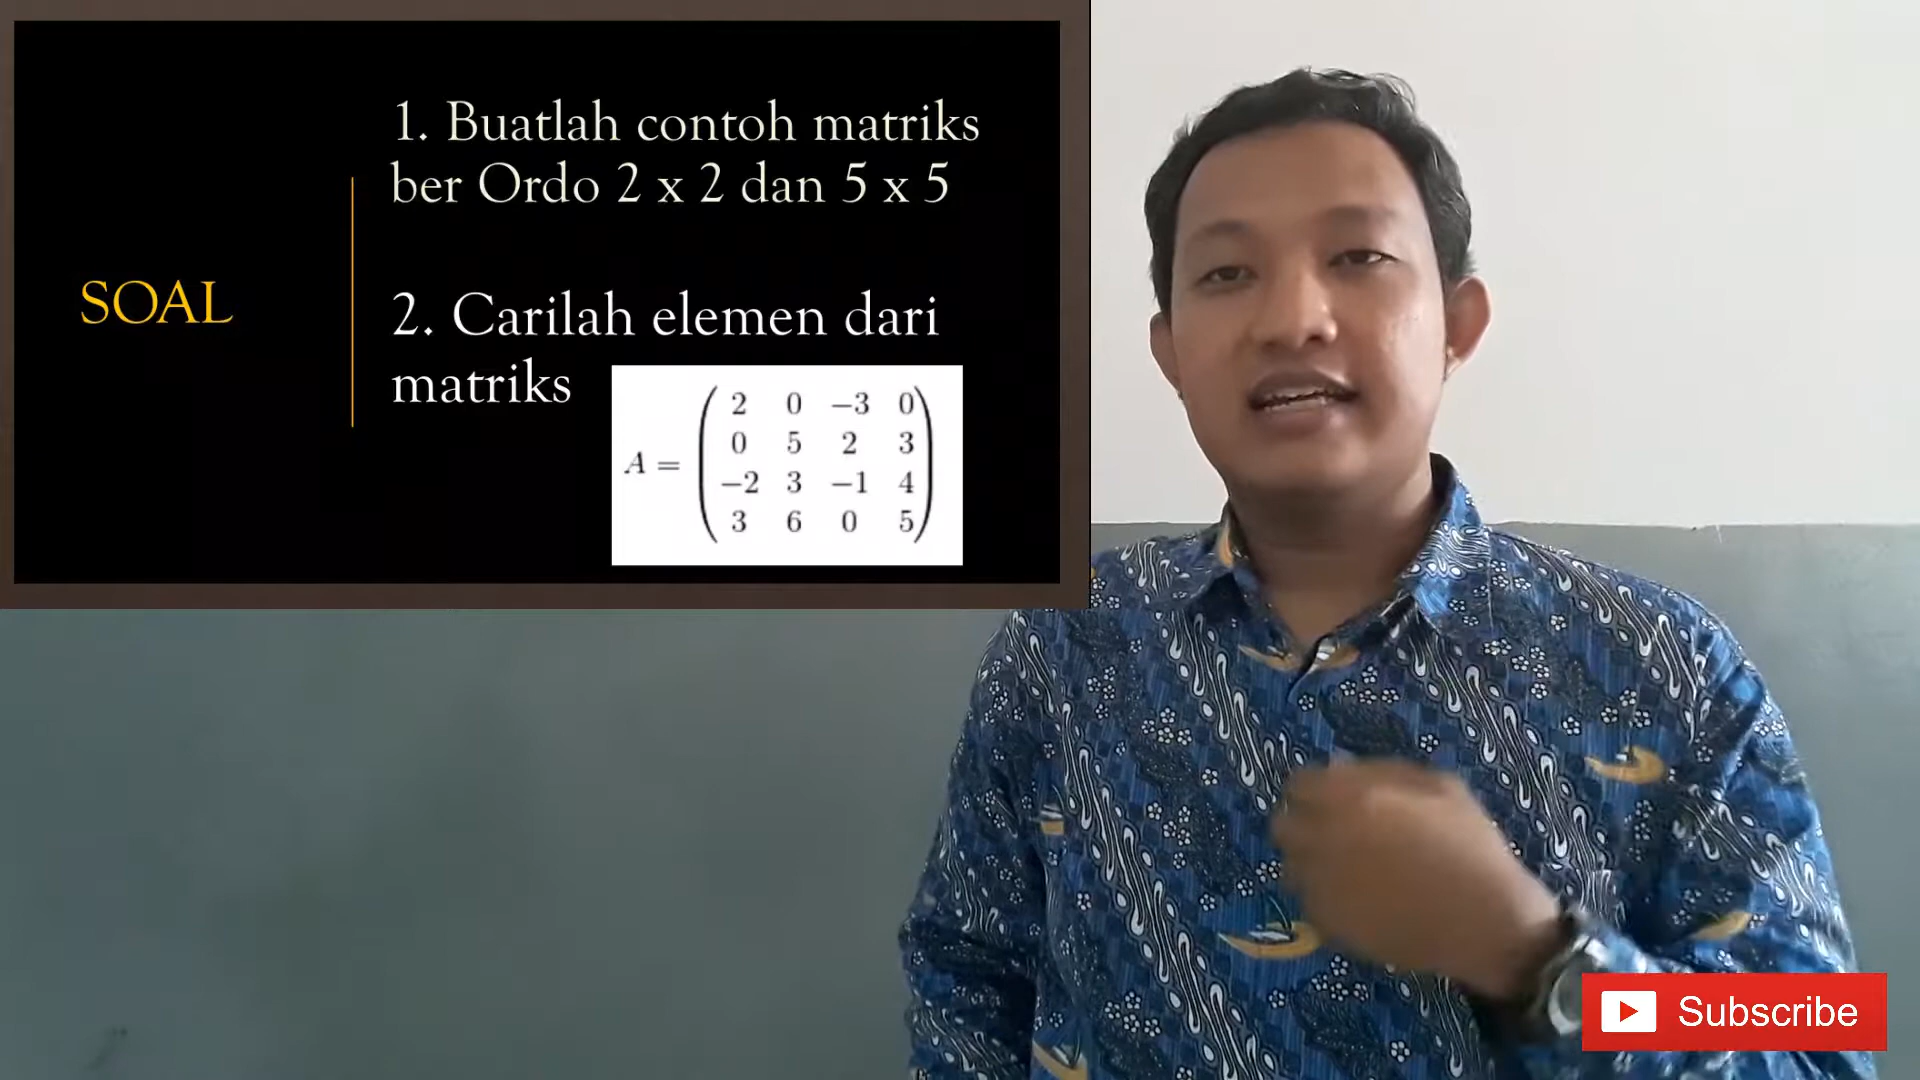 SOAL
1. Buatlah contoh matriks
ber Ordo 2 x 2 dan 5 x 5
2. Carilah elemen dari
matriks
A =
2 0 −3 0
0 5 2 3
−2 3 −1 4
3 6 0 5
Subscribe